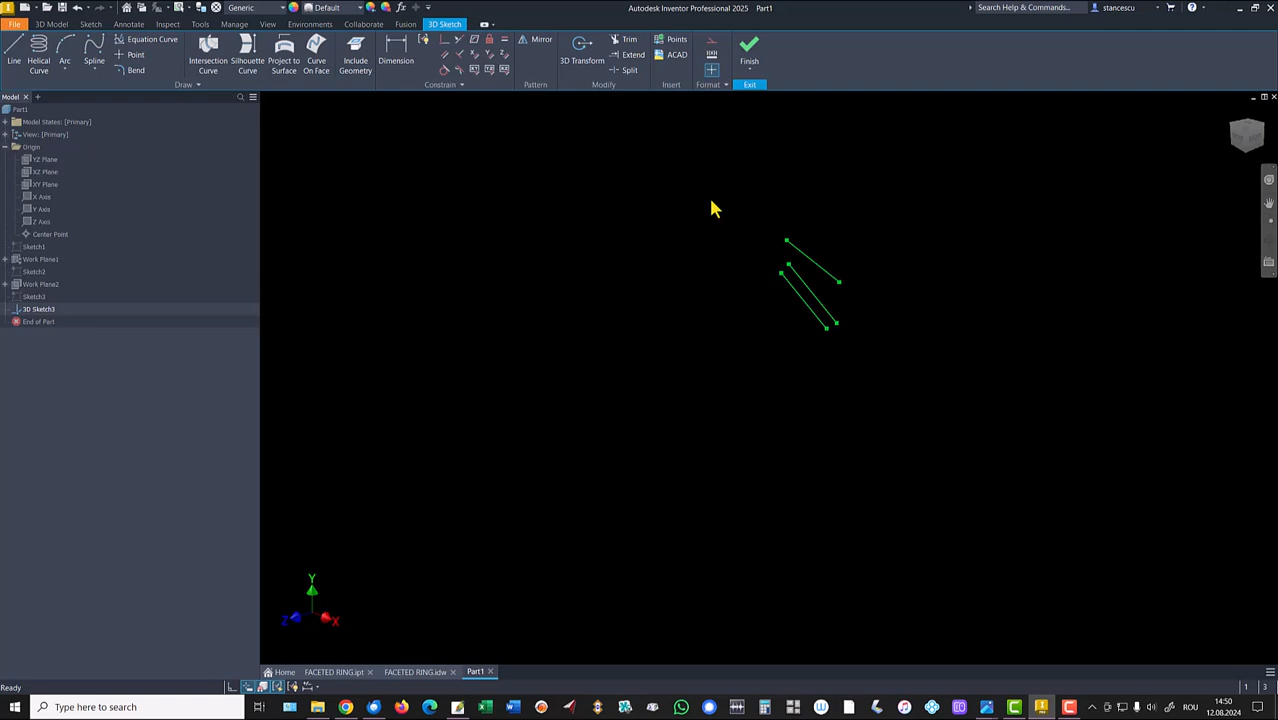 Generic
Default
Autodesk Inventor Professional 2025 Part1
Search Help & Commands...
stancescu
File
3D Model
Sketch
Annotate
Inspect
Tools
Manage
View
Environments
Get Started
Collaborate
Fusion
3D Sketch
Line
Helical
Curve
Arc
Spline
Equation Curve
Point
Bend
Intersection
Curve
Silhouette
Curve
Project to
Surface
Curve
On Face
Include
Geometry
Dimension
Mirror
3D Transform
Trim
Extend
Split
Points
ACAD
Finish
Draw
Constrain
Pattern
Modify
Insert
Format
Exit
Model
Part1
Model States: [Primary]
View: [Primary]
Origin
YZ Plane
XZ Plane
XY Plane
X Axis
Y Axis
Z Axis
Center Point
Sketch1
Work Plane1
Sketch2
Work Plane2
Sketch3
3D Sketch3
End of Part
Y
Z
X
Home
FACETED RING.ipt
FACETED RING.idw
Part1
Ready
1
3
Type here to search
ROU
14:50
12.08.2024